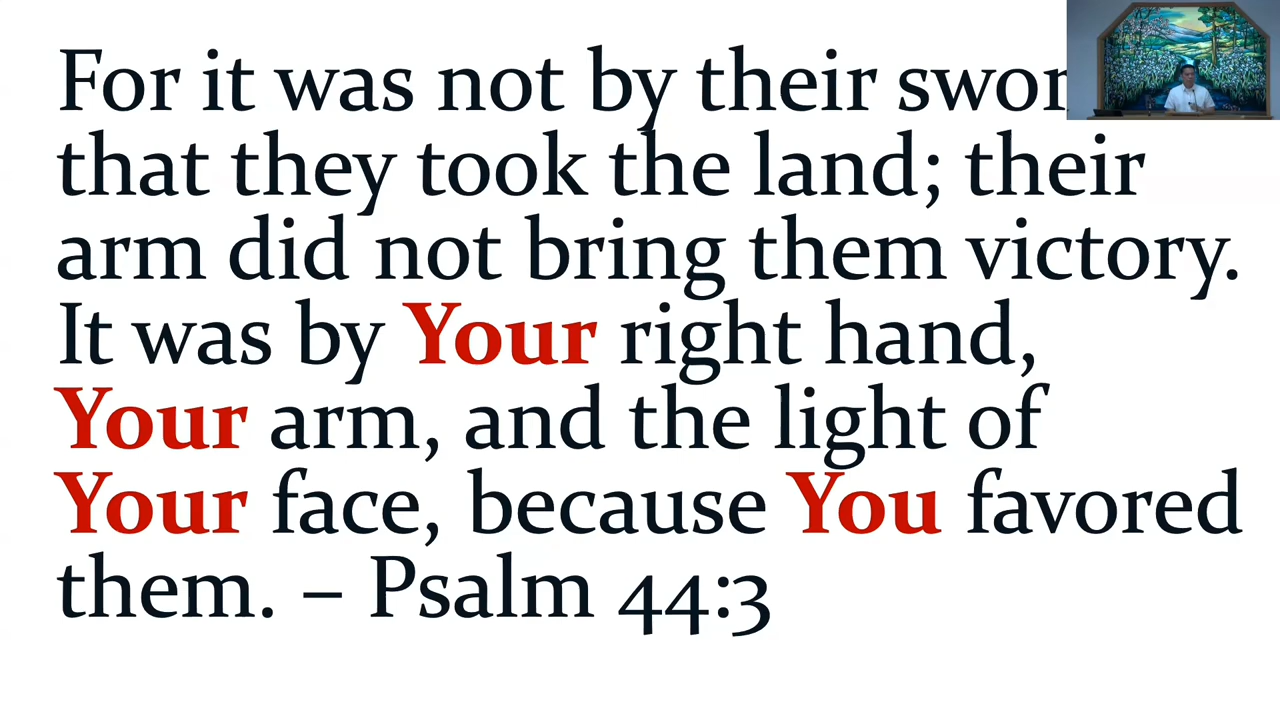 For it was not by their swor
that they took the land; their
arm did not bring them victory.
It was by Your right hand,
Your arm, and the light of
Your face, because You favored
them. – Psalm 44:3